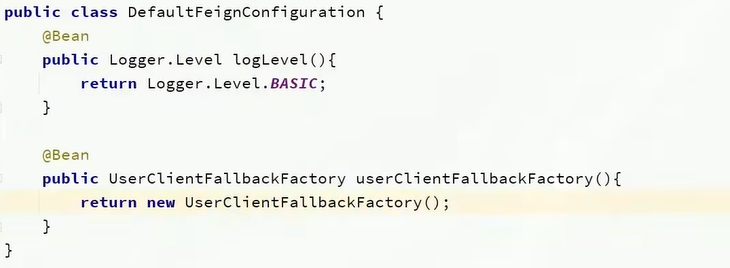 public class DefaultFeignConfiguration {
    @Bean
    public Logger.Level logLevel(){
        return Logger.Level.BASIC;
    }

    @Bean
    public UserClientFallbackFactory userClientFallbackFactory(){
        return new UserClientFallbackFactory();
    }
}